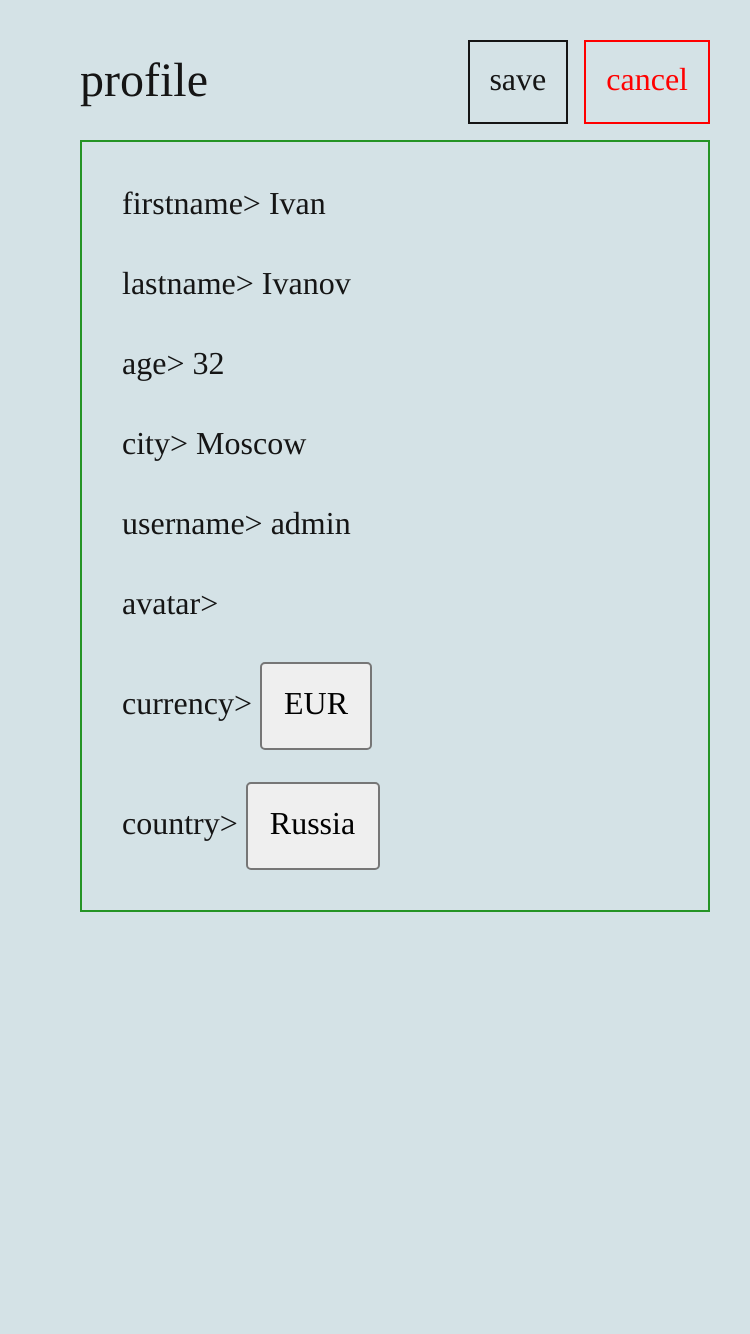 profile save cancel
firstname> Ivan
lastname> Ivanov
age> 32
city> Moscow
username> admin
avatar>
currency> EUR
country> Russia